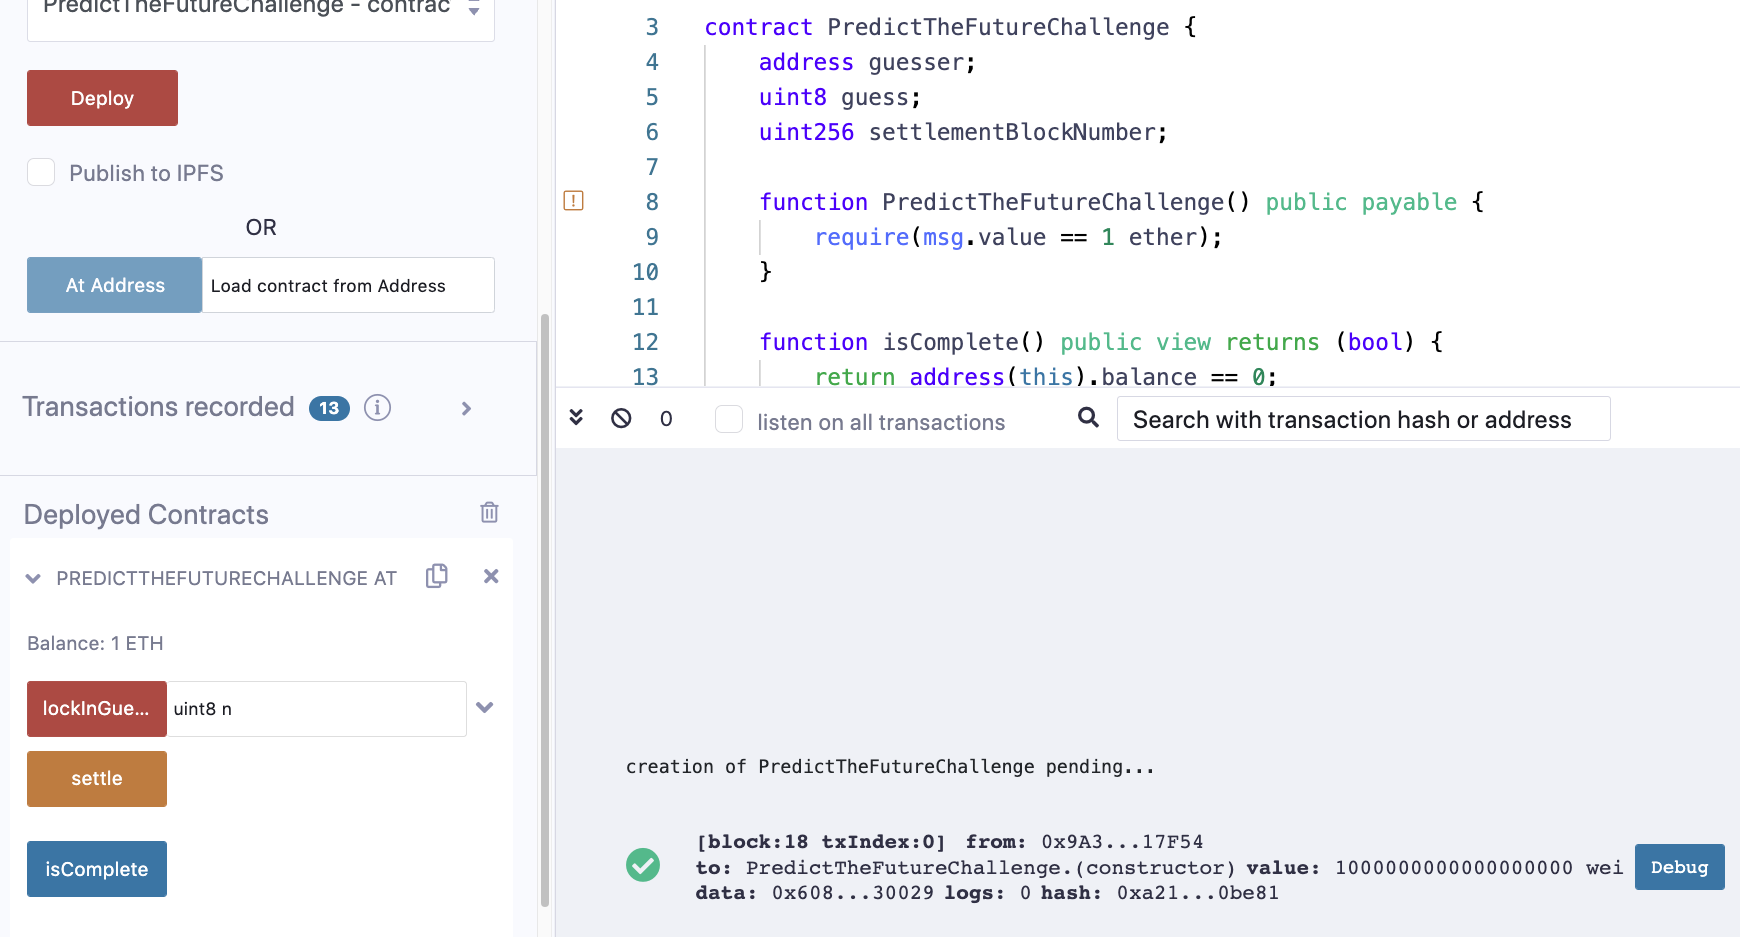 PredictTheFutureChallenge - contrac
Deploy
Publish to IPFS
OR
At Address
Load contract from Address
Transactions recorded 13
Deployed Contracts
PREDICTTHEFUTURECHALLENGE AT
Balance: 1 ETH
lockInGue...
uint8 n
settle
isComplete
3 contract PredictTheFutureChallenge {
4 address guesser;
5 uint8 guess;
6 uint256 settlementBlockNumber;
7
8 function PredictTheFutureChallenge() public payable {
9 require(msg.value == 1 ether);
10 }
11
12 function isComplete() public view returns (bool) {
13 return address(this).balance == 0;
0 listen on all transactions
Search with transaction hash or address
creation of PredictTheFutureChallenge pending...
[block:18 txIndex:0] from: 0x9A3...17F54
to: PredictTheFutureChallenge.(constructor) value: 1000000000000000000 wei
data: 0x608...30029 logs: 0 hash: 0xa21...0be81
Debug